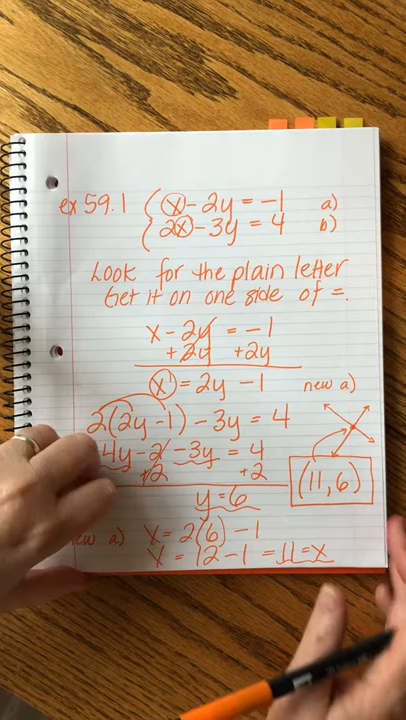 ex 59.1 x - 2y = -1 a)
2x - 3y = 4 b)
Look for the plain letter
Get it on one side of =.
x - 2y = -1
+2y +2y
x = 2y - 1 new a)
2(2y - 1) - 3y = 4
4y - 2 - 3y = 4
+2 +2
(11, 6)
y = 6
a) x = 2(6) - 1
x = 12 - 1 = 11 = x